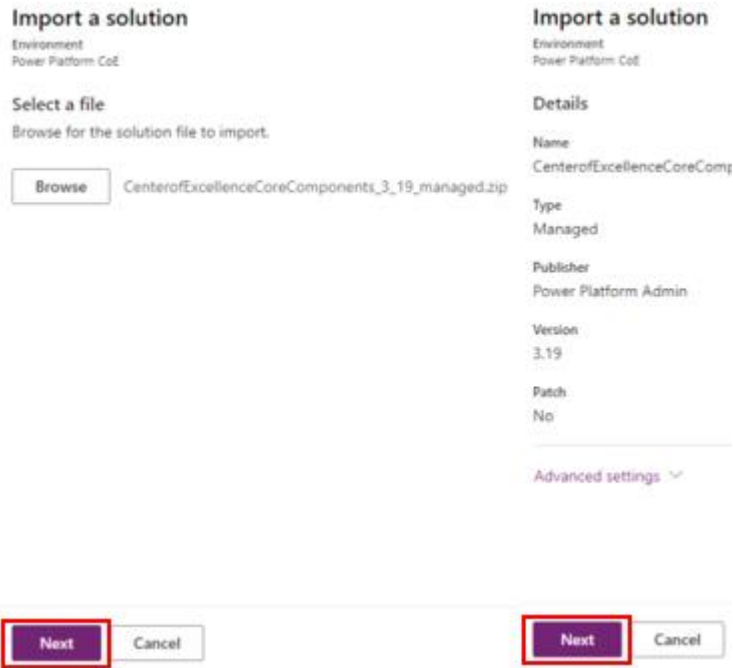 Import a solution
Environment
Power Platform CoE
Select a file
Browse for the solution file to import.
Browse
CenterofExcellenceCoreComponents_3_19_managed.zip
Next
Cancel
Import a solution
Environment
Power Platform CoE
Details
Name
CenterofExcellenceCoreComp
Type
Managed
Publisher
Power Platform Admin
Version
3.19
Patch
No
Advanced settings
Next
Cancel